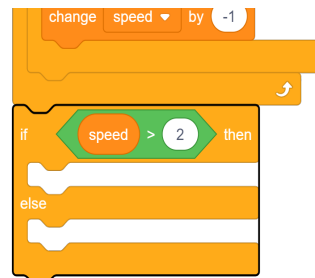 change speed by -1
if speed > 2 then
else